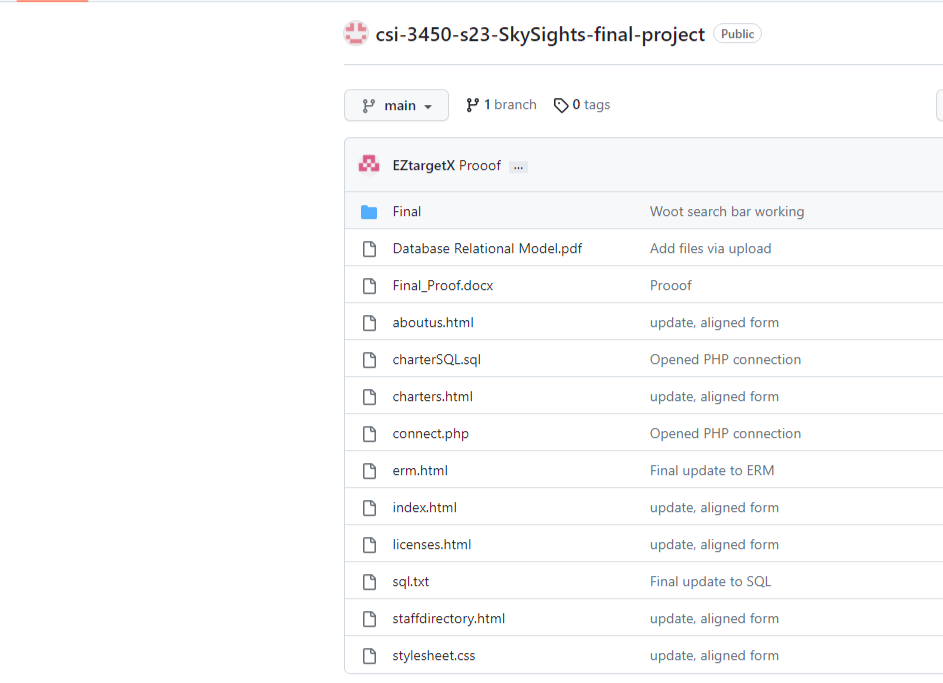 csi-3450-s23-SkySights-final-project Public
main 1 branch 0 tags
EZtargetX Prooof ...
Final Woot search bar working
Database Relational Model.pdf Add files via upload
Final_Proof.docx Prooof
aboutus.html update, aligned form
charterSQL.sql Opened PHP connection
charters.html update, aligned form
connect.php Opened PHP connection
erm.html Final update to ERM
index.html update, aligned form
licenses.html update, aligned form
sql.txt Final update to SQL
staffdirectory.html update, aligned form
stylesheet.css update, aligned form